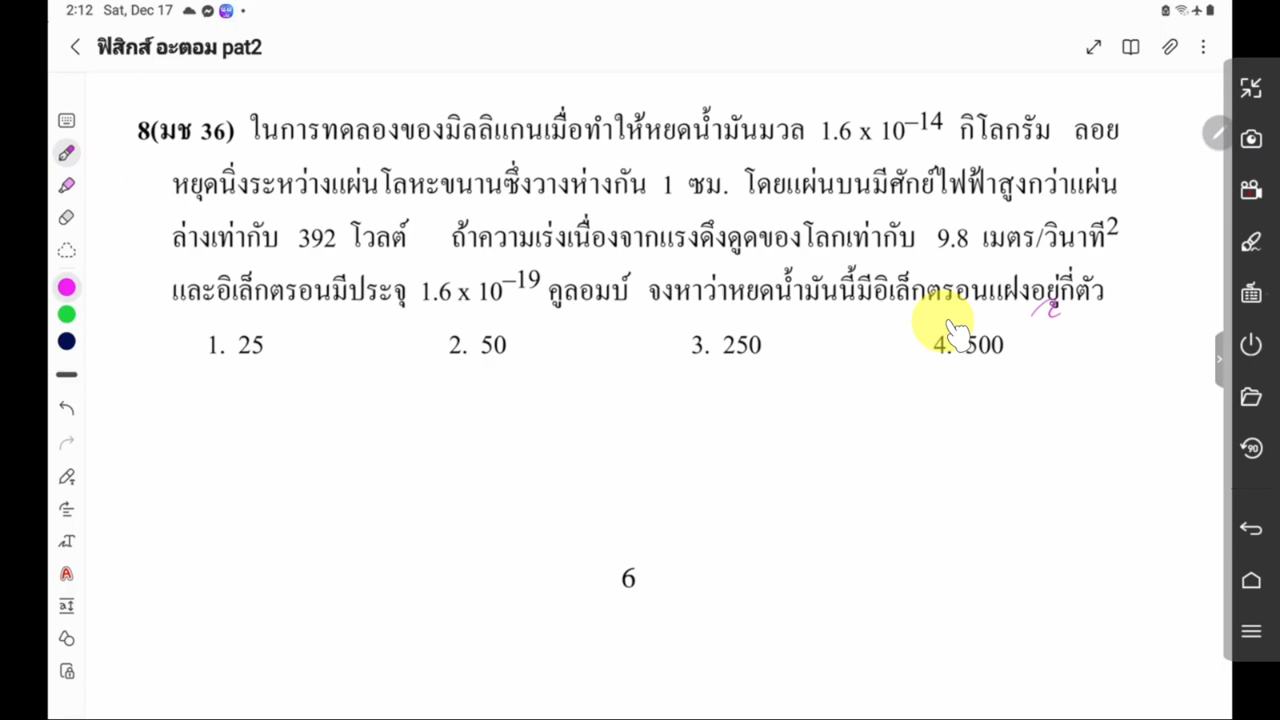 2:12 Sat, Dec 17
ฟิสิกส์ อะตอม pat2
8(มช 36) ในการทดลองของมิลลิแกนเมื่อทำให้หยดน้ำมันมวล 1.6 x 10–14 กิโลกรัม ลอย
หยุดนิ่งระหว่างแผ่นโลหะขนานซึ่งวางห่างกัน 1 ซม. โดยแผ่นบนมีศักย์ไฟฟ้าสูงกว่าแผ่น
ล่างเท่ากับ 392 โวลต์ ถ้าความเร่งเนื่องจากแรงดึงดูดของโลกเท่ากับ 9.8 เมตร/วินาที2
และอิเล็กตรอนมีประจุ 1.6 x 10–19 คูลอมบ์ จงหาว่าหยดน้ำมันนี้มีอิเล็กตรอนแฝงอยู่กี่ตัว
1. 25 2. 50 3. 250 4. 500
6